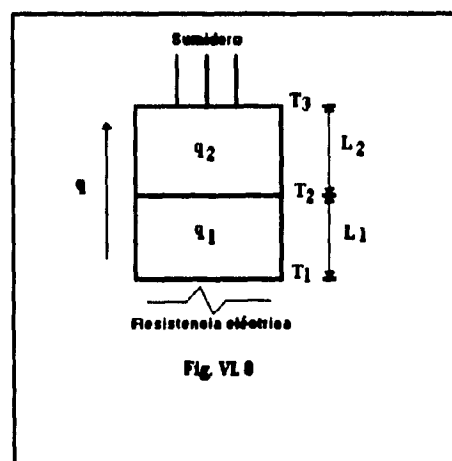 Sumidero
T3
q2
L2
q
T2
q1
L1
T1
Resistencia eléctrica
Fig. VI.8